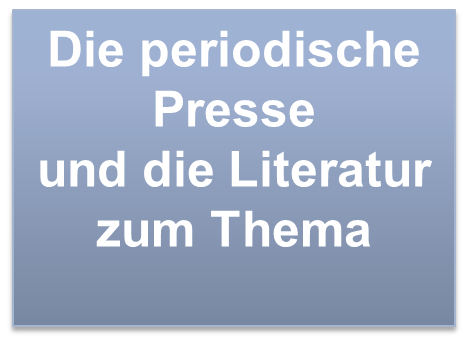 Die periodische
Presse
und die Literatur
zum Thema